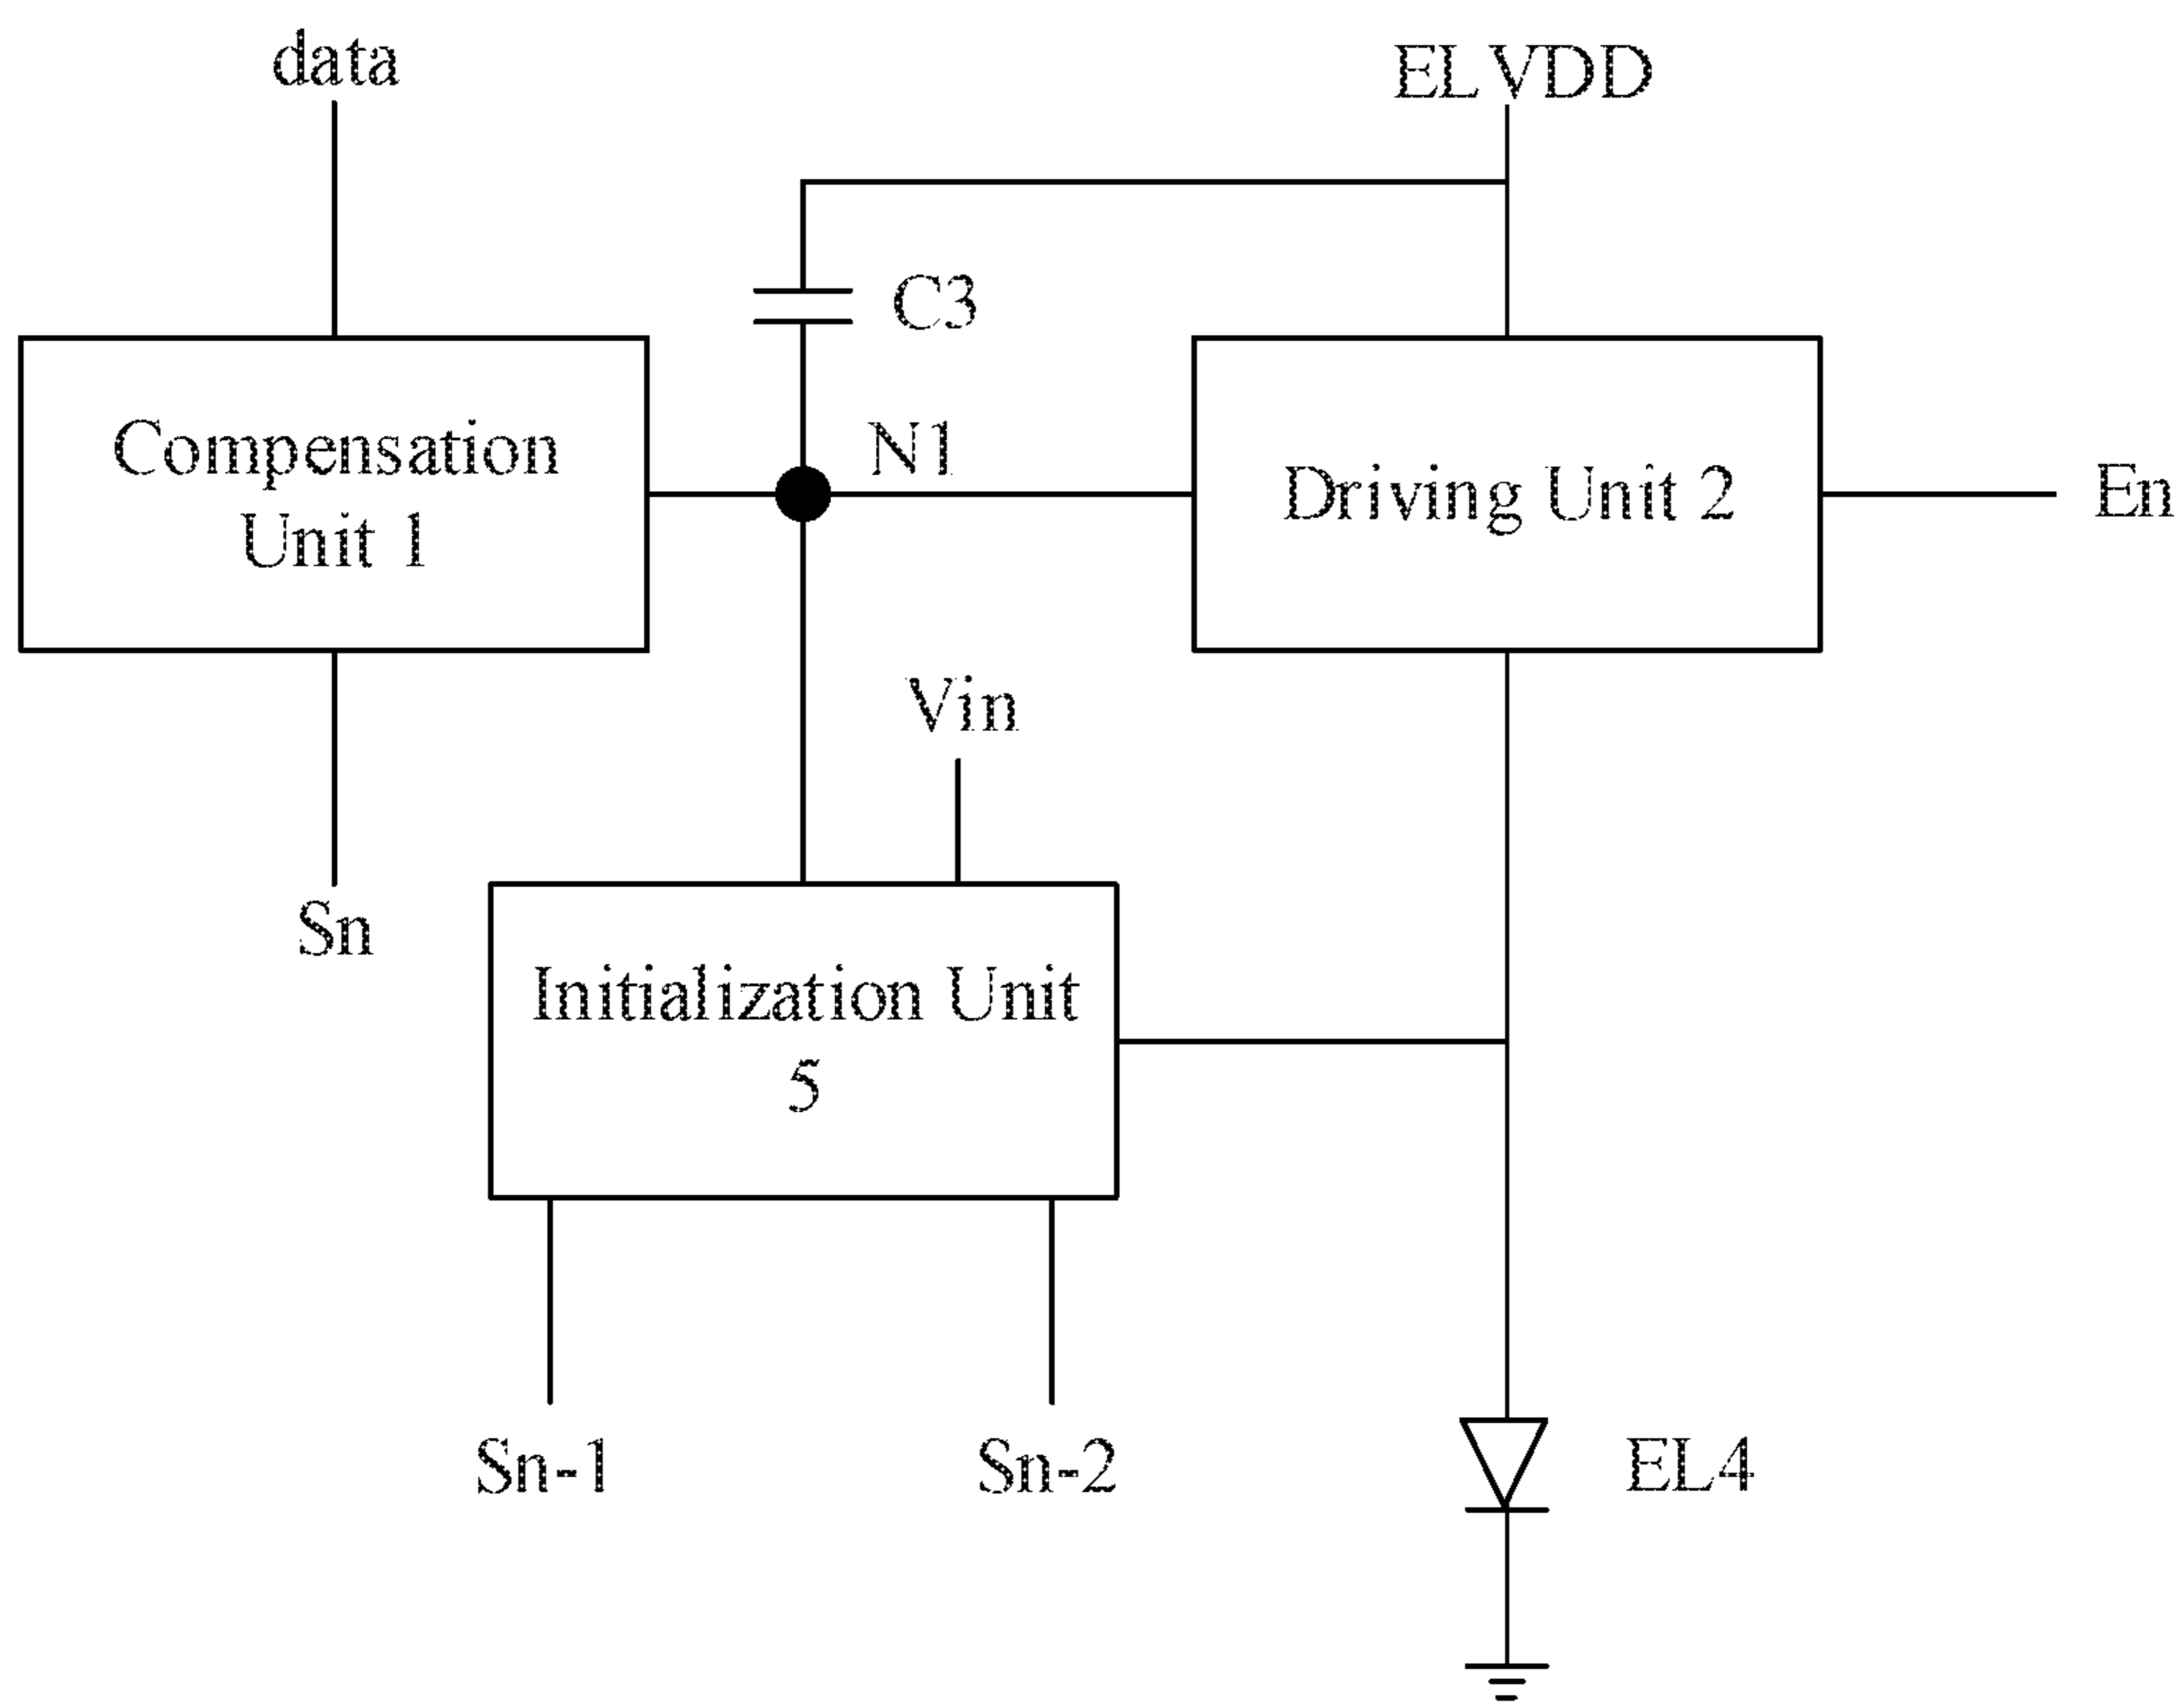 data
ELVDD
C3
N1
Compensation
Unit 1
Driving Unit 2
En
Vin
Sn
Initialization Unit
5
Sn-1
Sn-2
EL4